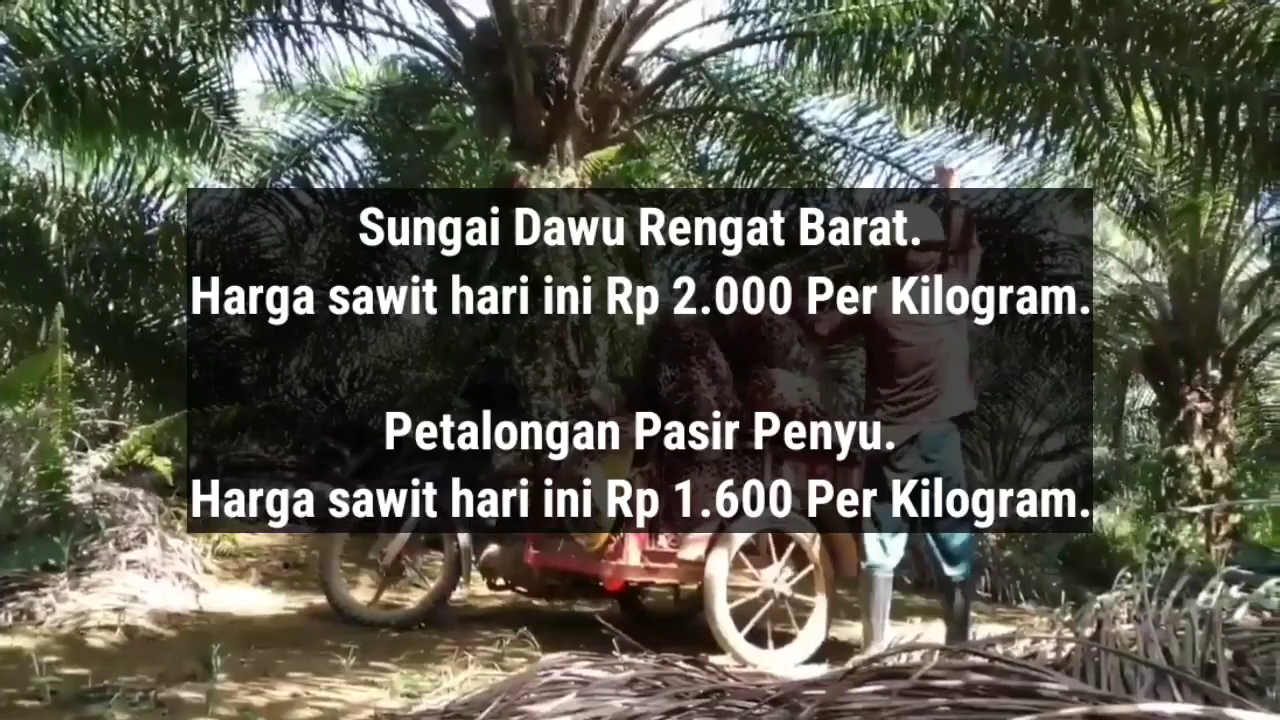 Sungai Dawu Rengat Barat.
Harga sawit hari ini Rp 2.000 Per Kilogram.
Petalongan Pasir Penyu.
Harga sawit hari ini Rp 1.600 Per Kilogram.